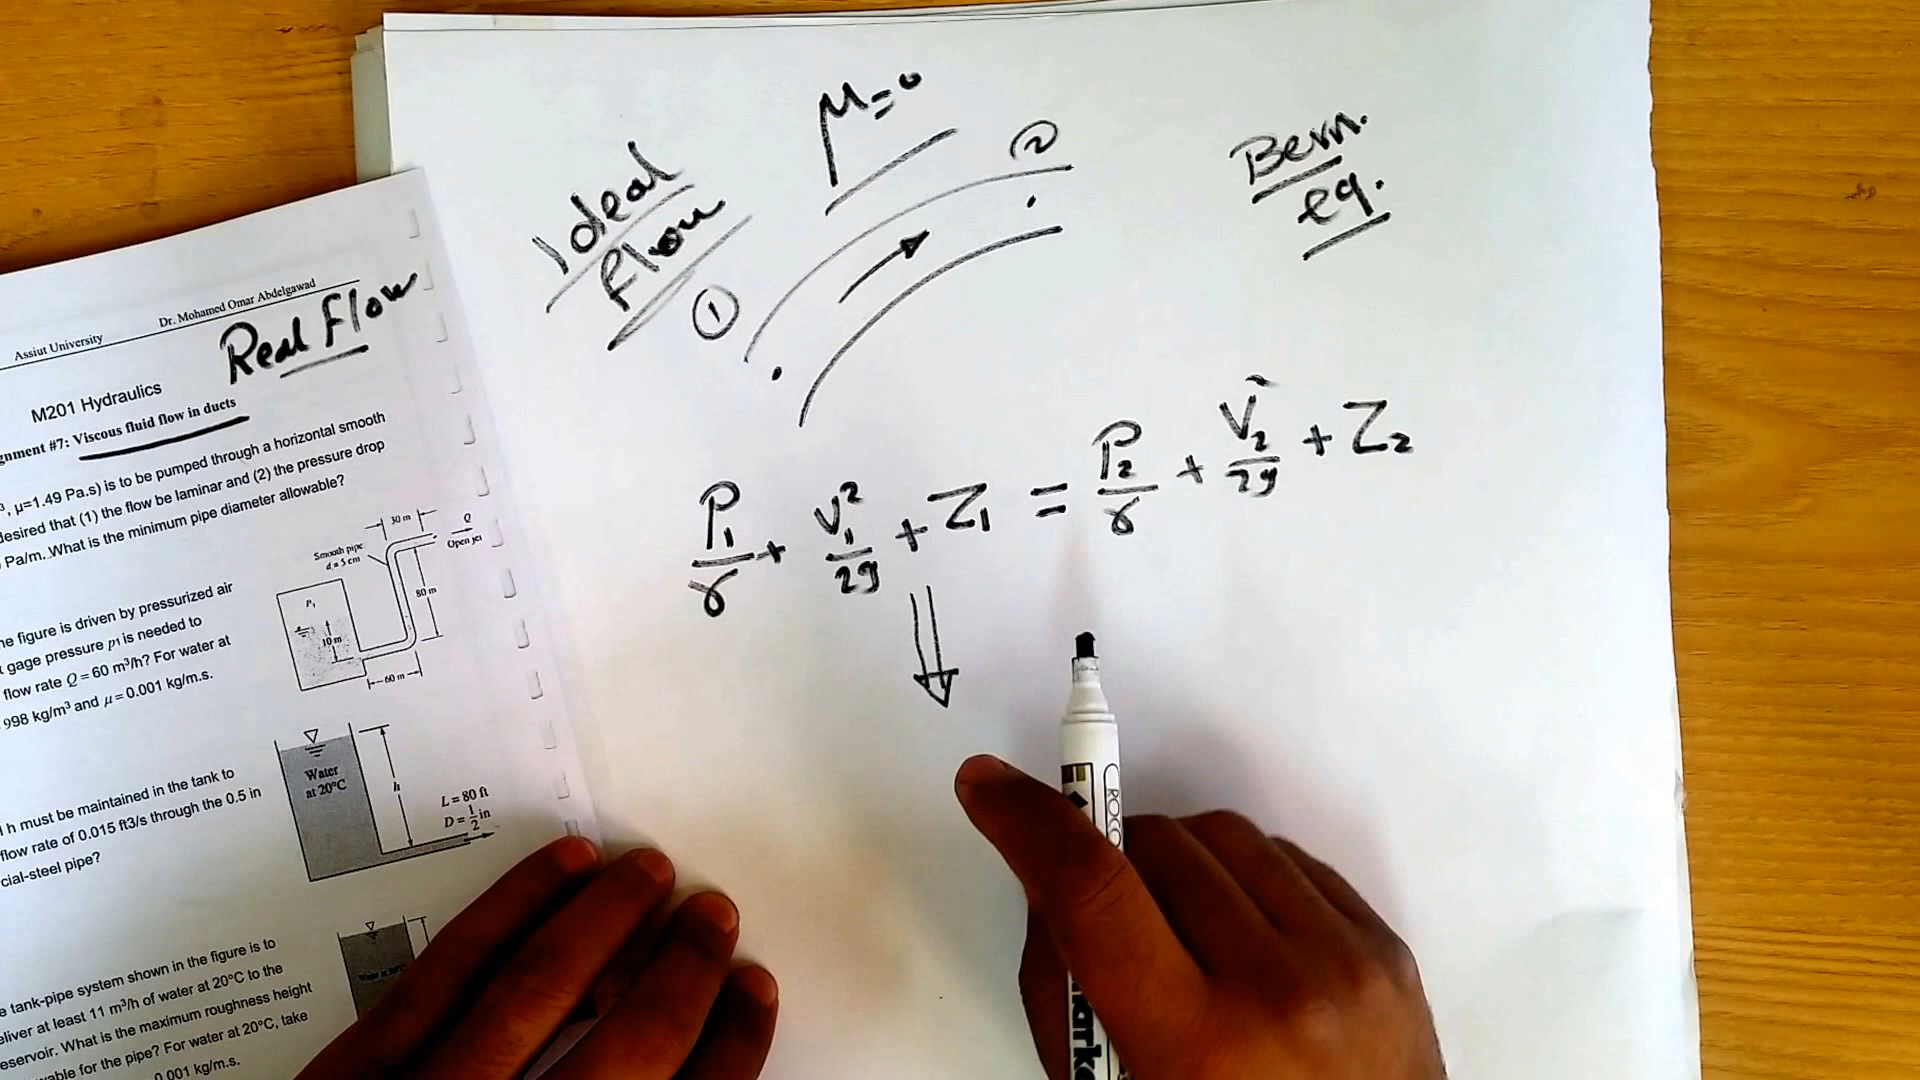 Assiut University
Dr. Mohamed Omar Abdelgawad
Real Flow
M201 Hydraulics
#7: Viscous fluid flow in ducts
, μ=1.49 Pa.s) is to be pumped through a horizontal smooth
desired that (1) the flow be laminar and (2) the pressure drop
Pa/m. What is the minimum pipe diameter allowable?
30 m
Q
Open jet
Smooth pipe:
d = 5 cm
80 m
P₁
10 m
60 m
figure is driven by pressurized air
gage pressure p1 is needed to
flow rate Q = 60 m³/h? For water at
998 kg/m³ and μ = 0.001 kg/m.s.
Water
at 20°C
h
L = 80 ft
D = 1/2 in
h must be maintained in the tank to
flow rate of 0.015 ft3/s through the 0.5 in
pipe?
tank-pipe system shown in the figure is to
at least 11 m³/h of water at 20°C to the
What is the maximum roughness height
for the pipe? For water at 20°C, take
0.001 kg/m.s.
Ideal
flow
μ=0
1
2
Bern.
eq.
P₁/γ + V₁²/2g + Z₁ = P₂/γ + V₂²/2g + Z₂
ROCO